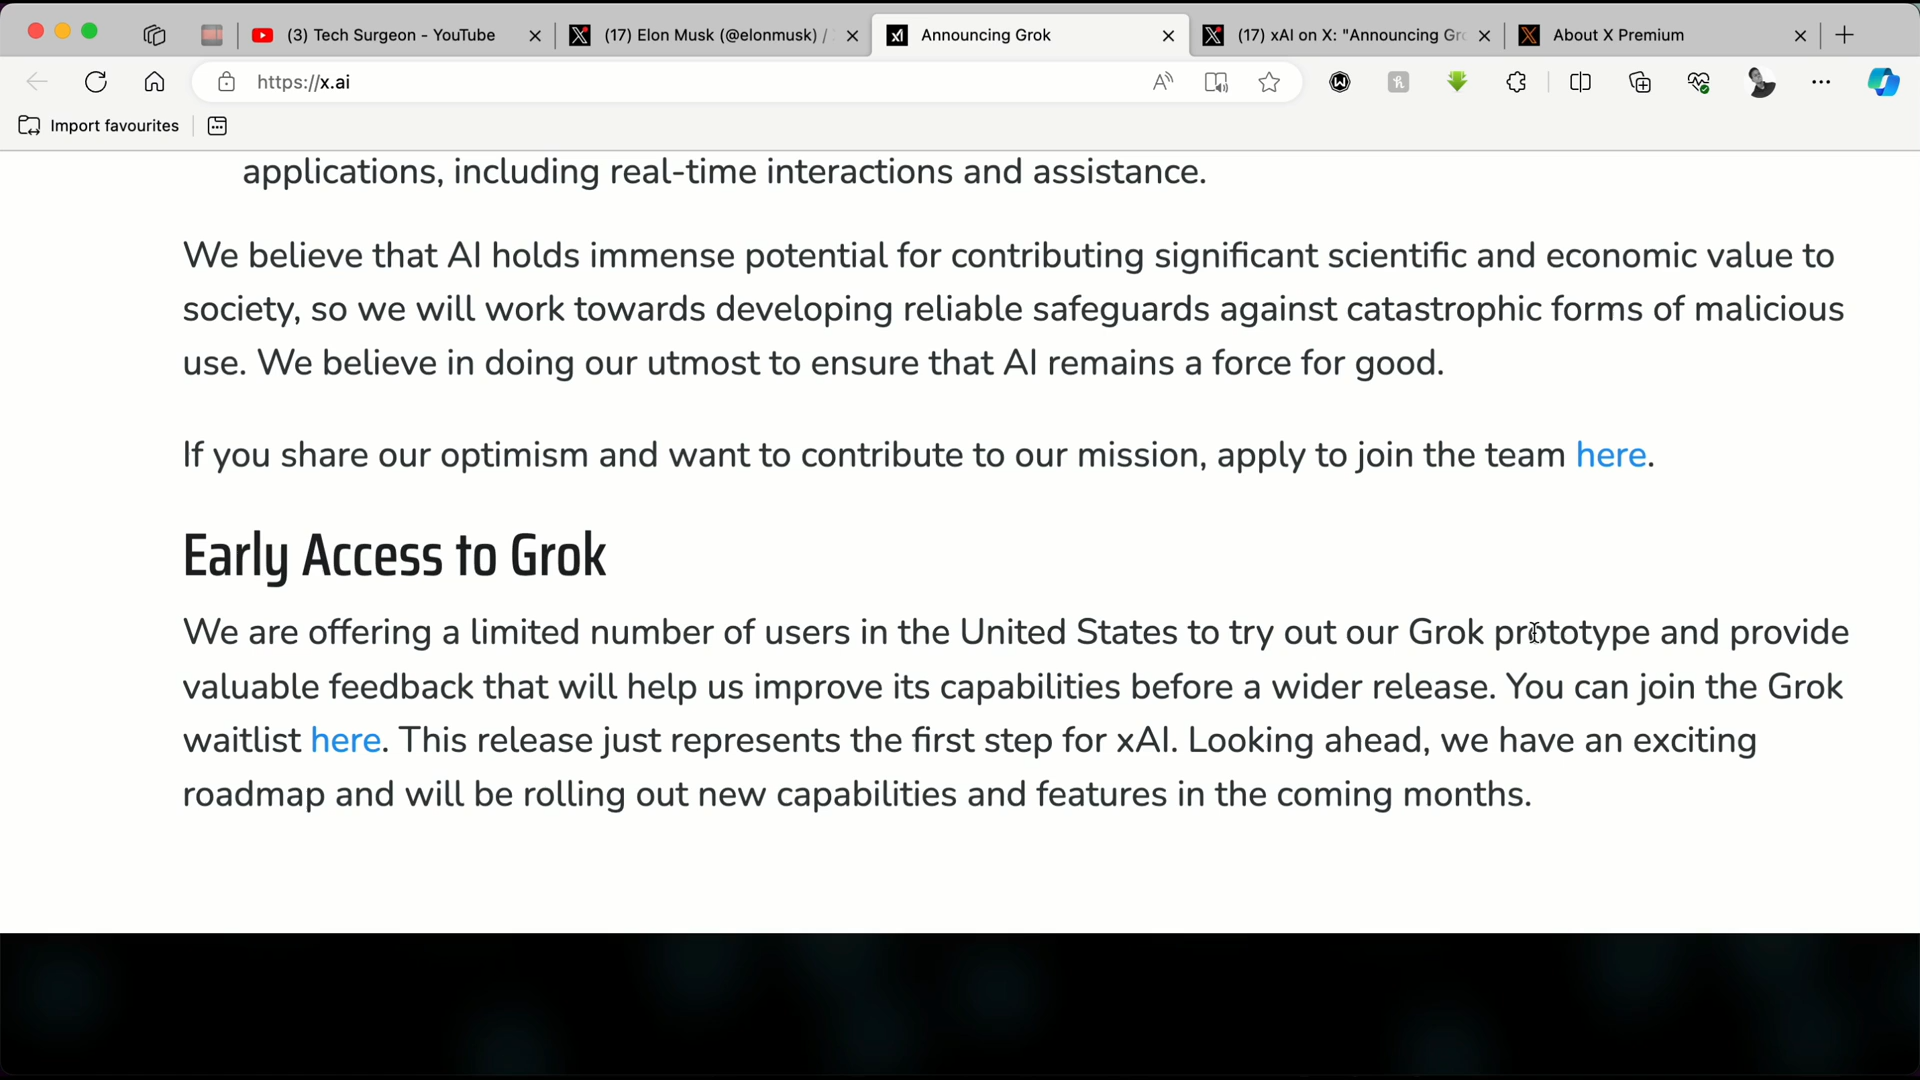 (3) Tech Surgeon - YouTube
(17) Elon Musk (@elonmusk) /
Announcing Grok
(17) xAI on X: "Announcing Gro
About X Premium
https://x.ai
Import favourites
applications, including real-time interactions and assistance.
We believe that AI holds immense potential for contributing significant scientific and economic value to
society, so we will work towards developing reliable safeguards against catastrophic forms of malicious
use. We believe in doing our utmost to ensure that AI remains a force for good.
If you share our optimism and want to contribute to our mission, apply to join the team here.
Early Access to Grok
We are offering a limited number of users in the United States to try out our Grok prototype and provide
valuable feedback that will help us improve its capabilities before a wider release. You can join the Grok
waitlist here. This release just represents the first step for xAI. Looking ahead, we have an exciting
roadmap and will be rolling out new capabilities and features in the coming months.